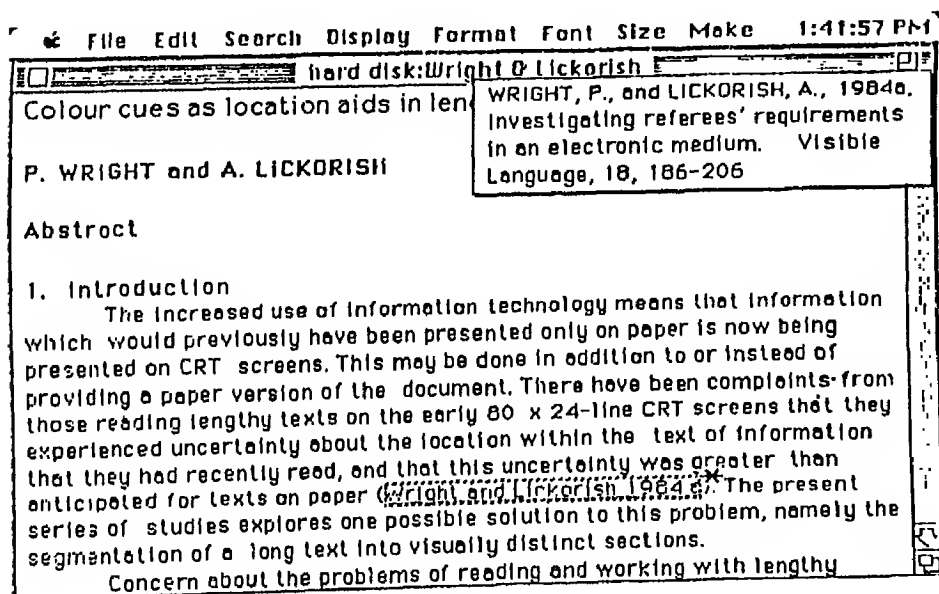 File Edit Search Display Format Font Size Make 1:41:57 PM
hard disk:Wright & Lickorish
Colour cues as location aids in len
WRIGHT, P., and LICKORISH, A., 1984a.
Investigating referees' requirements
in an electronic medium. Visible
Language, 18, 186-206
P. WRIGHT and A. LICKORISH
Abstract
1. Introduction
The increased use of information technology means that information
which would previously have been presented only on paper is now being
presented on CRT screens. This may be done in addition to or instead of
providing a paper version of the document. There have been complaints from
those reading lengthy texts on the early 80 x 24-line CRT screens that they
experienced uncertainty about the location within the text of information
that they had recently read, and that this uncertainty was greater than
anticipated for texts on paper (Wright and Lickorish 1984a). The present
series of studies explores one possible solution to this problem, namely the
segmentation of a long text into visually distinct sections.
Concern about the problems of reading and working with lengthy